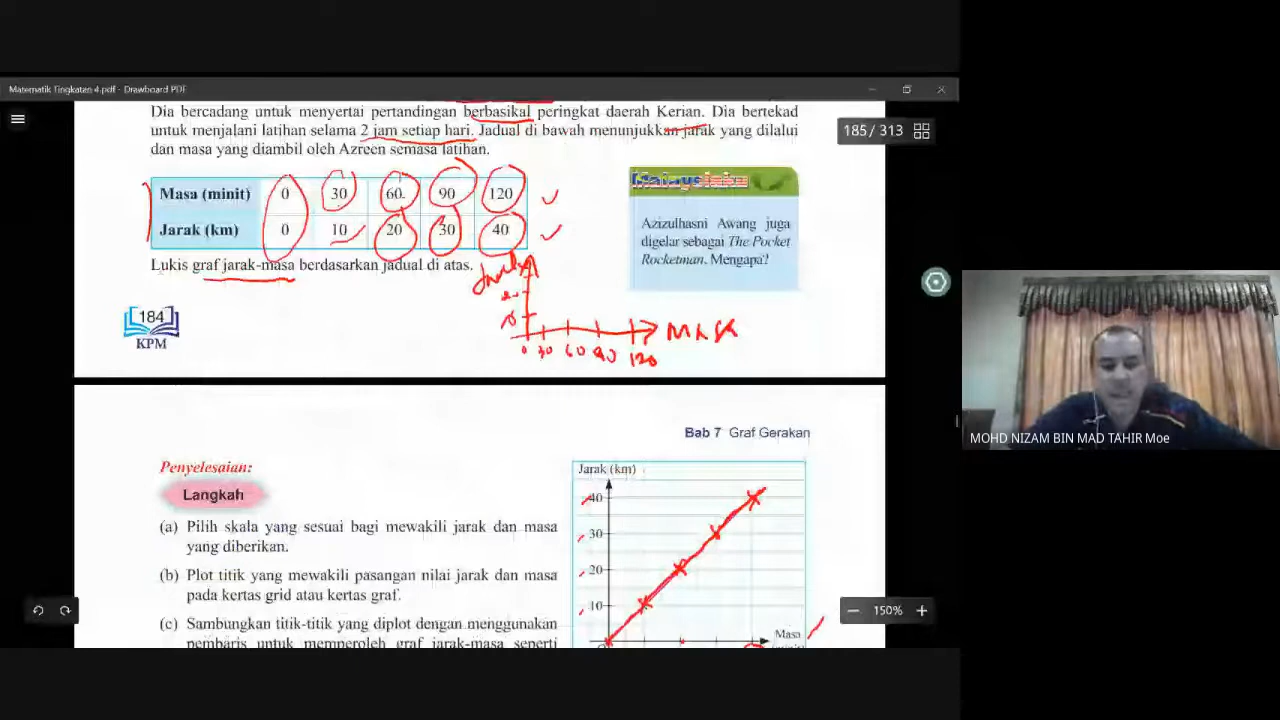 Matematik Tingkatan 4.pdf - Drawboard PDF
Dia bercadang untuk menyertai pertandingan berbasikal peringkat daerah Kerian. Dia bertekad
untuk menjalani latihan selama 2 jam setiap hari. Jadual di bawah menunjukkan jarak yang dilalui
dan masa yang diambil oleh Azreen semasa latihan.
185 / 313
Masa (minit) 0 30 60 90 120
Jarak (km) 0 10 20 30 40
Lukis graf jarak-masa berdasarkan jadual di atas.
Malaysiaku
Azizulhasni Awang juga
digelar sebagai The Pocket
Rocketman. Mengapa?
0 30 60 90 120
184
KPM
Bab 7 Graf Gerakan
Penyelesaian:
Langkah
(a) Pilih skala yang sesuai bagi mewakili jarak dan masa
yang diberikan.
(b) Plot titik yang mewakili pasangan nilai jarak dan masa
pada kertas grid atau kertas graf.
(c) Sambungkan titik-titik yang diplot dengan menggunakan
pembaris untuk memperoleh graf jarak-masa seperti
Jarak (km)
40
30
20
10
Masa
150%
MOHD NIZAM BIN MAD TAHIR Moe